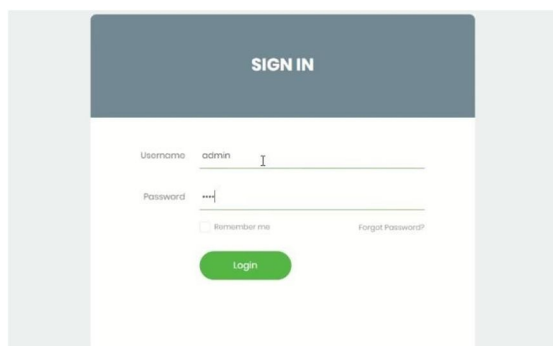 SIGN IN
Username admin
Password ••••
Remember me Forgot Password?
Login